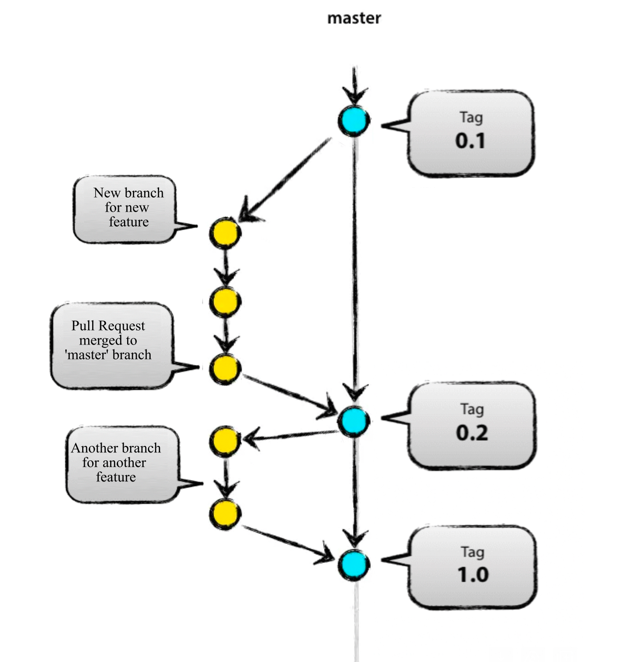 master
Tag
0.1
New branch
for new
feature
Pull Request
merged to
'master' branch
Tag
0.2
Another branch
for another
feature
Tag
1.0